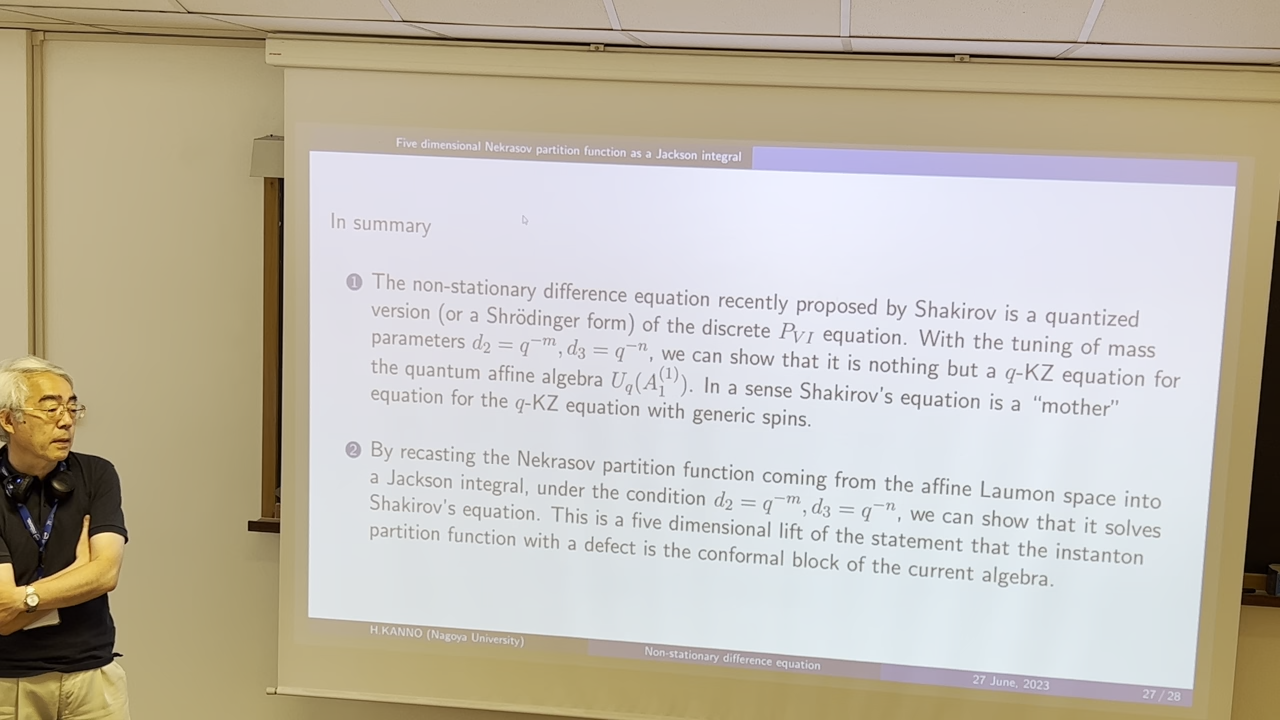 Five dimensional Nekrasov partition function as a Jackson integral
In summary
1 The non-stationary difference equation recently proposed by Shakirov is a quantized
version (or a Shrödinger form) of the discrete $P_{VI}$ equation. With the tuning of mass
parameters $d_2 = q^{-m}, d_3 = q^{-n}$, we can show that it is nothing but a $q$-KZ equation for
the quantum affine algebra $U_q(A_1^{(1)})$. In a sense Shakirov's equation is a "mother"
equation for the $q$-KZ equation with generic spins.
2 By recasting the Nekrasov partition function coming from the affine Laumon space into
a Jackson integral, under the condition $d_2 = q^{-m}, d_3 = q^{-n}$, we can show that it solves
Shakirov's equation. This is a five dimensional lift of the statement that the instanton
partition function with a defect is the conformal block of the current algebra.
H.KANNO (Nagoya University)
Non-stationary difference equation
27 June, 2023
27 / 28